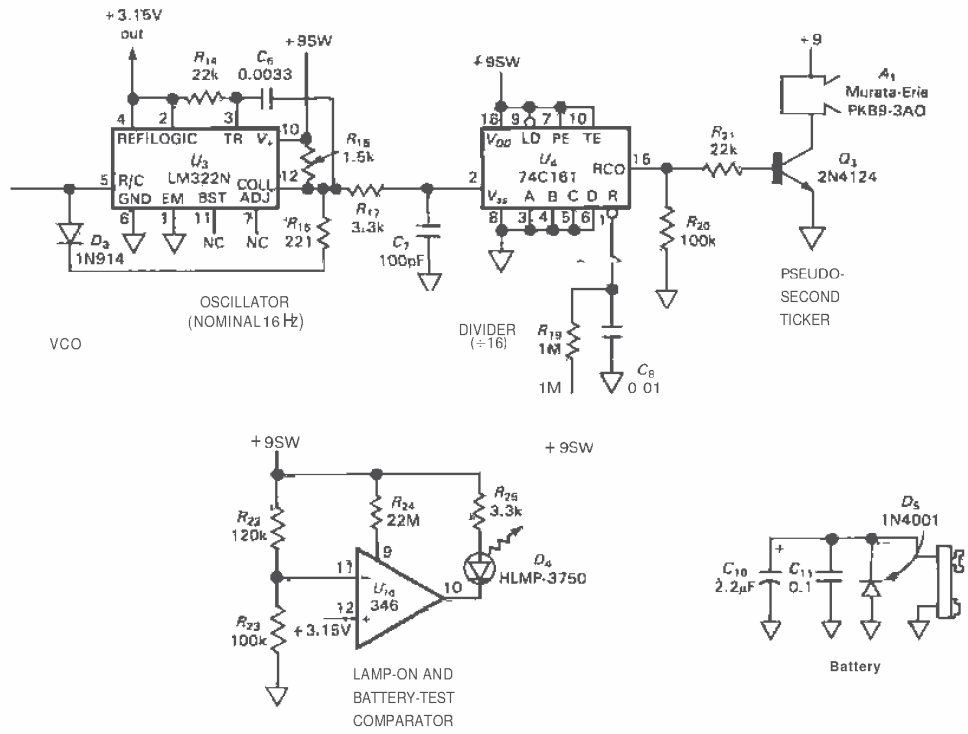 +3.15V
out
+9SW
R14
22k
C6
0.0033
4 2 3 10
REF LOGIC TR V+
U3
LM322N
R15
1.5k
5 R/C COLL 12
GND EM BST ADJ
6 1 11 7
NC NC
D3
1N914
R16
221
R17
3.3k
C7
100pF
OSCILLATOR
(NOMINAL 16 Hz)
VCO
+9SW
16 9 7 10
VDD LD PE TE
U4
74C161
RCO 15
2
Vss A B C D R
8 3 4 5 6 1
DIVIDER
(÷16)
R19
1M
1M
C8
0.01
R20
100k
R21
22k
+9
A1
Murata-Erie
PKB9-3AO
Q3
2N4124
PSEUDO-
SECOND
TICKER
+9SW
+9SW
R22
120k
R24
22M
R25
3.3k
9
11
10
12
U1d
346
D4
HLMP-3750
R23
100k
+3.15V
LAMP-ON AND
BATTERY-TEST
COMPARATOR
D5
1N4001
C10
2.2µF
C11
0.1
Battery